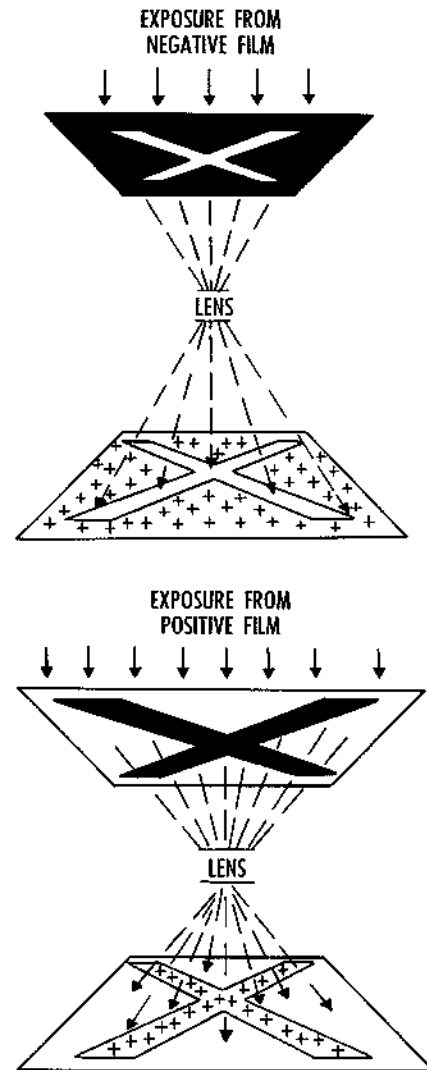 EXPOSURE FROM
NEGATIVE FILM
LENS
EXPOSURE FROM
POSITIVE FILM
LENS